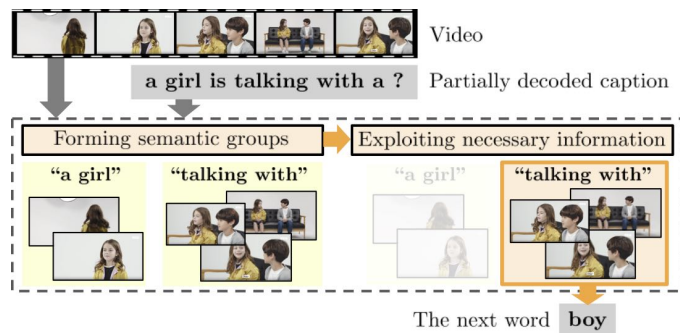 Video
a girl is talking with a ?
Partially decoded caption
Forming semantic groups
Exploiting necessary information
“a girl”
“talking with”
“a girl”
“talking with”
The next word boy